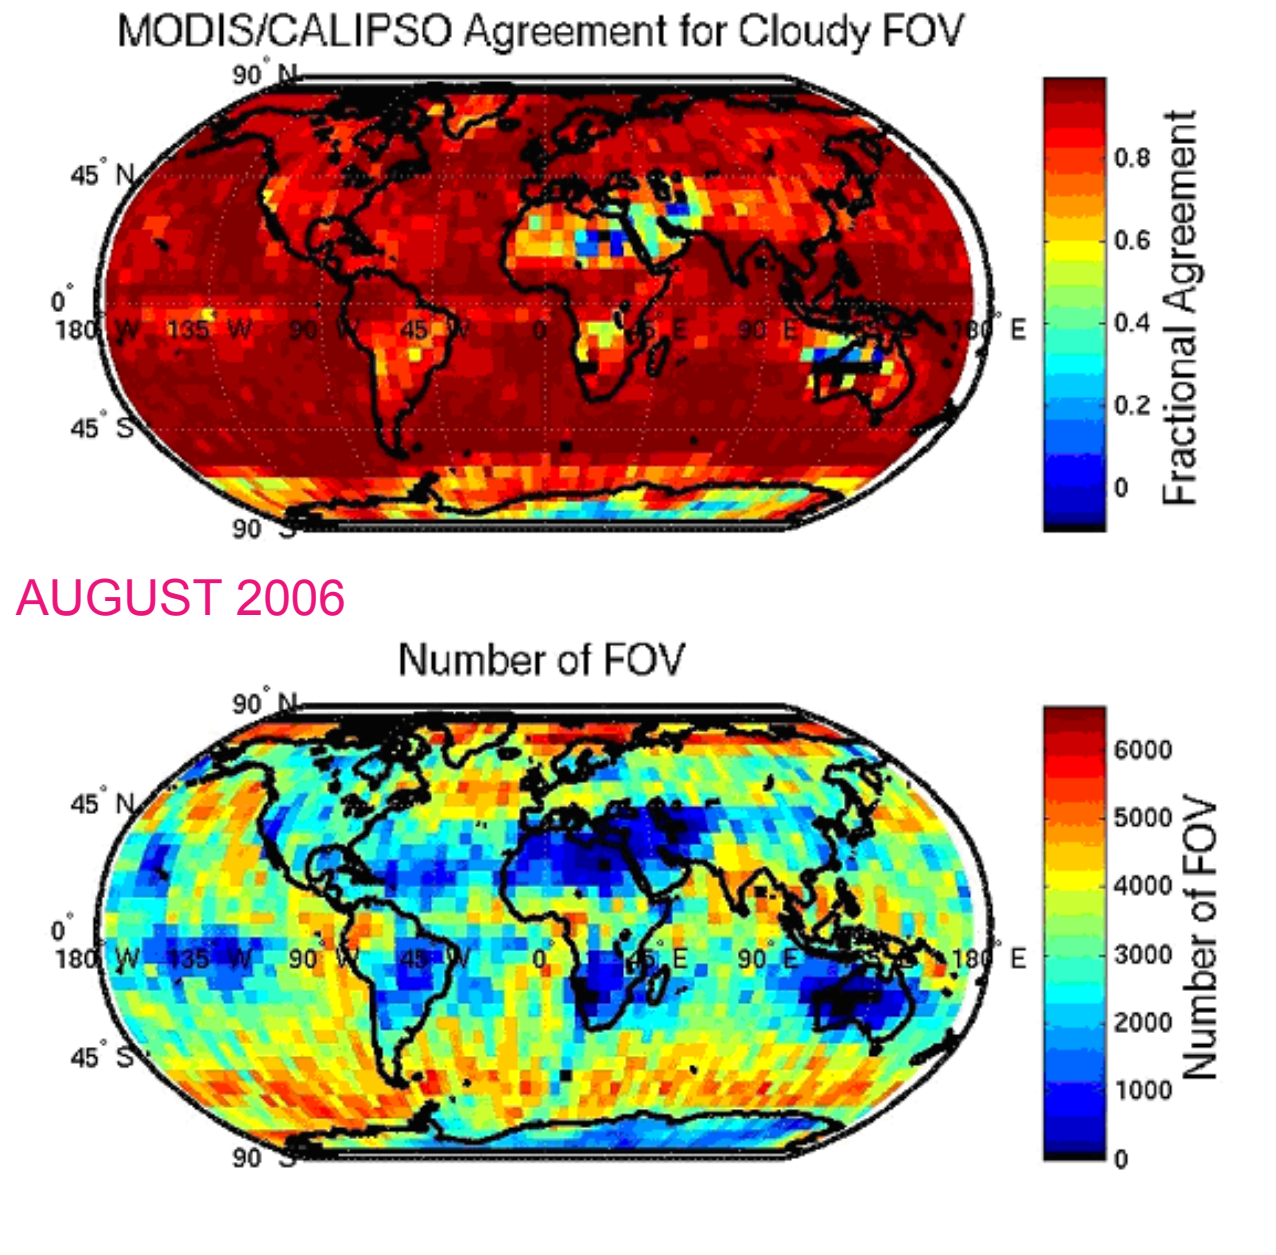 MODIS/CALIPSO Agreement for Cloudy FOV
90° N
45° N
0°
180° W 135° W 90° W 45° W 0° 45° E 90° E 135° E 180° E
45° S
90° S
0.8
0.6
0.4
0.2
0
Fractional Agreement
AUGUST 2006
Number of FOV
90° N
45° N
0°
180° W 135° W 90° W 45° W 0° 45° E 90° E 135° E 180° E
45° S
90° S
6000
5000
4000
3000
2000
1000
0
Number of FOV